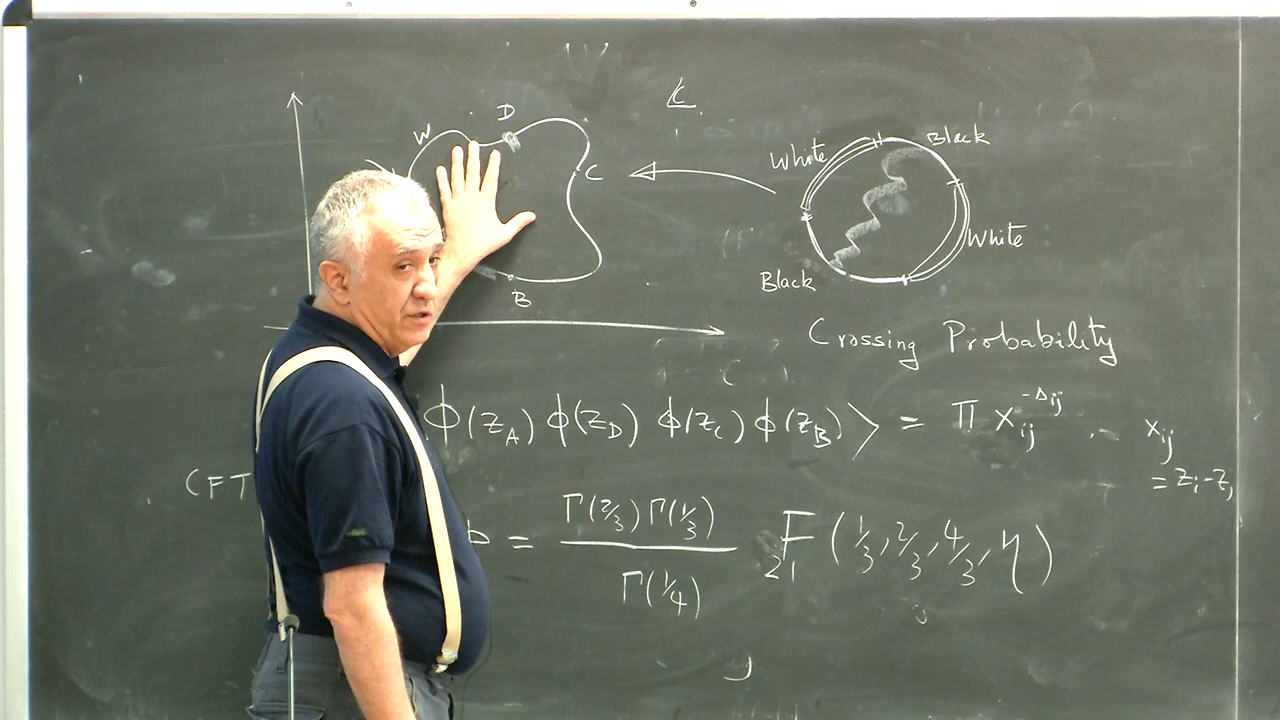 D
W
C
White
Black
C
White
Black
B
Crossing Probability
ϕ(z_A) ϕ(z_D) ϕ(z_C) ϕ(z_B)⟩ = Π x_ij^{-Δij}
x_ij
= z_i - z_j
CFT
= Γ(2/3) Γ(1/3) / Γ(1/4) ₂F₁(1/3, 2/3, 4/3, η)